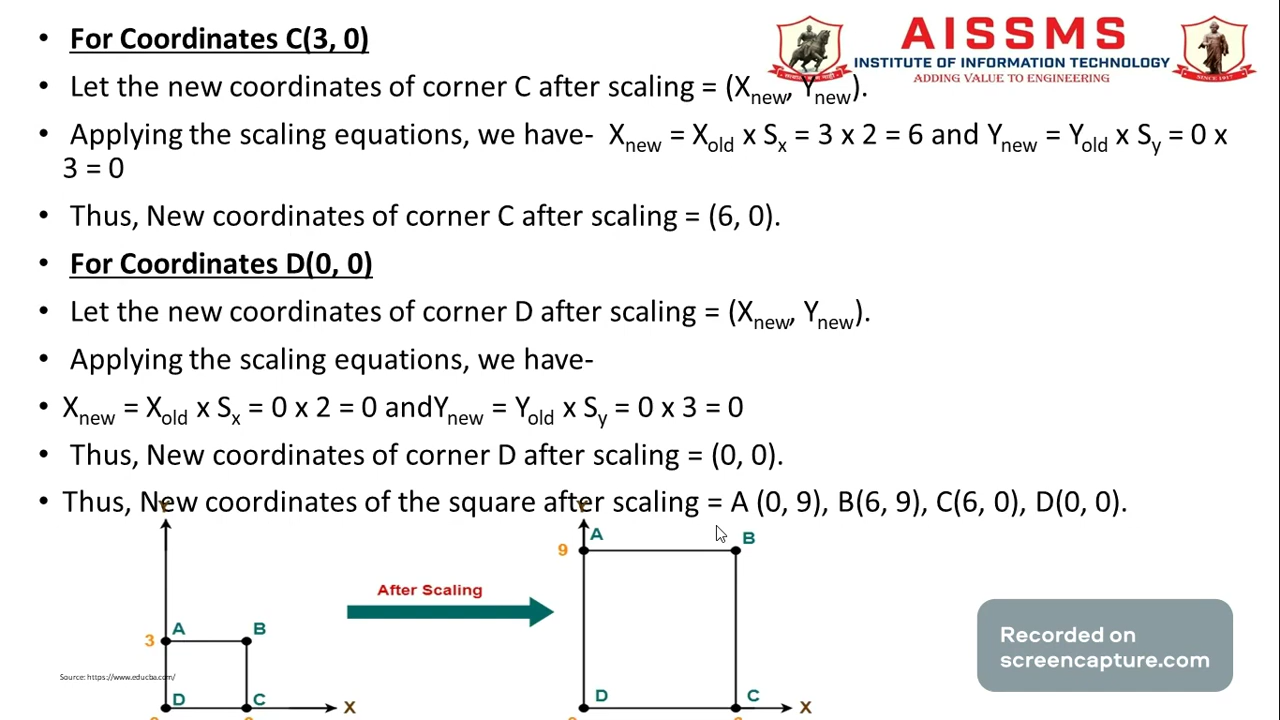 • For Coordinates C(3, 0)
AISSMS
INSTITUTE OF INFORMATION TECHNOLOGY
ADDING VALUE TO ENGINEERING
SINCE 1917
• Let the new coordinates of corner C after scaling = (Xnew, Ynew).
• Applying the scaling equations, we have- Xnew = Xold x Sx = 3 x 2 = 6 and Ynew = Yold x Sy = 0 x
3 = 0
• Thus, New coordinates of corner C after scaling = (6, 0).
• For Coordinates D(0, 0)
• Let the new coordinates of corner D after scaling = (Xnew, Ynew).
• Applying the scaling equations, we have-
• Xnew = Xold x Sx = 0 x 2 = 0 andYnew = Yold x Sy = 0 x 3 = 0
• Thus, New coordinates of corner D after scaling = (0, 0).
• Thus, New coordinates of the square after scaling = A (0, 9), B(6, 9), C(6, 0), D(0, 0).
Y
Y
A
B
9
After Scaling
A
B
3
Recorded on
screencapture.com
Source: https://www.educba.com/
D
C
X
D
C
X